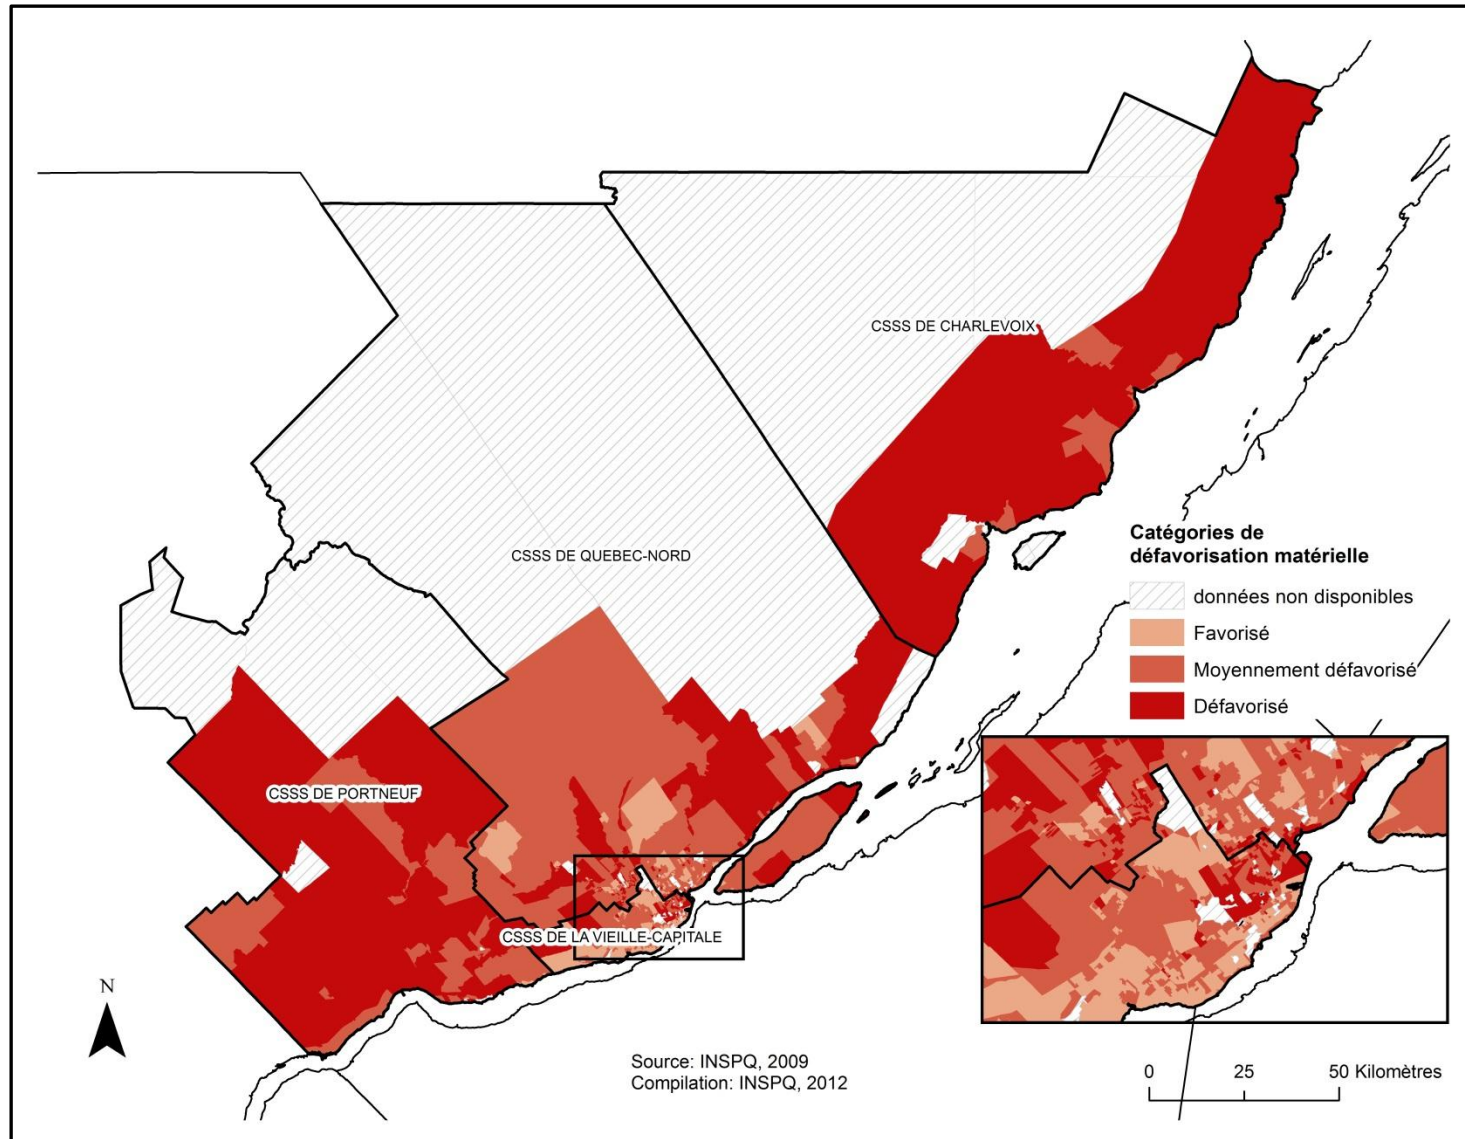 CSSS DE CHARLEVOIX
CSSS DE QUEBEC-NORD
CSSS DE PORTNEUF
CSSS DE LA VIEILLE-CAPITALE
Catégories de
défavorisation matérielle
données non disponibles
Favorisé
Moyennement défavorisé
Défavorisé
N
Source: INSPQ, 2009
Compilation: INSPQ, 2012
0 25 50 Kilomètres